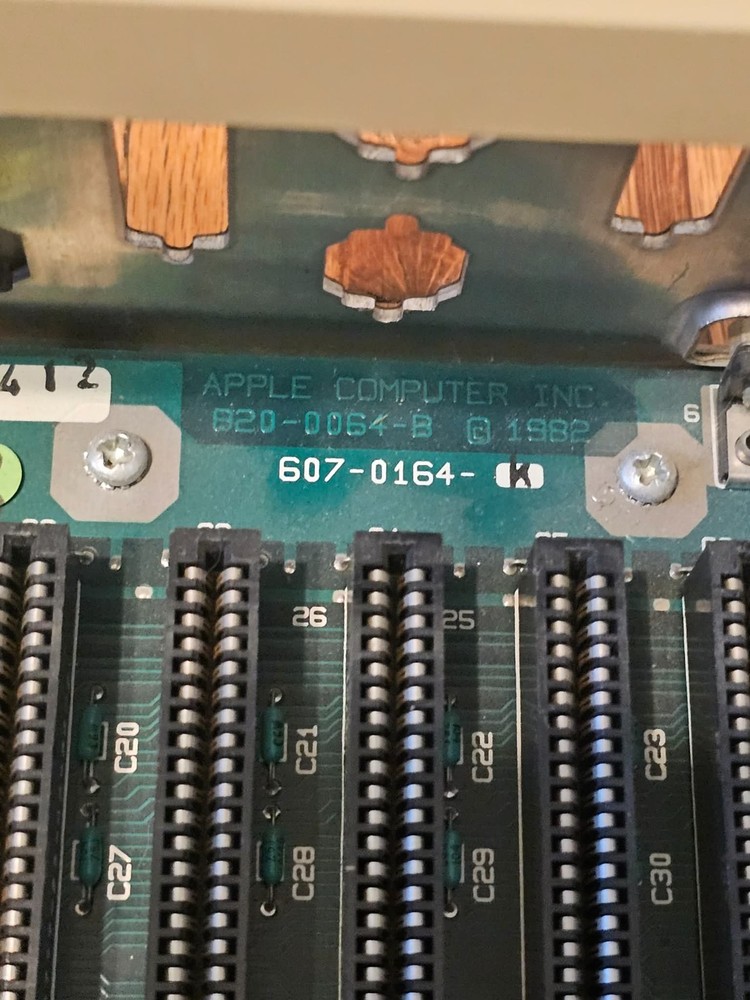 412
APPLE COMPUTER INC.
820-0064-B © 1982
6
607-0164-K
26
25
C20
C21
C22
C23
C27
C28
C29
C30